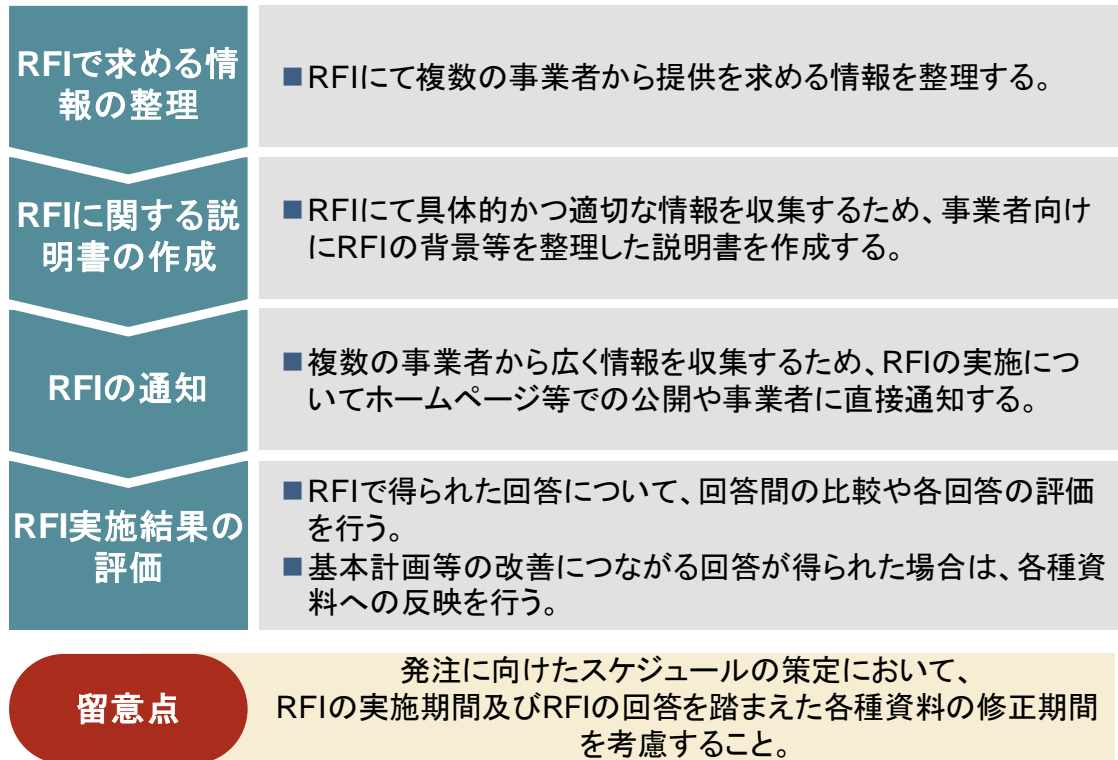 RFIで求める情
報の整理
■RFIにて複数の事業者から提供を求める情報を整理する。
RFIに関する説
明書の作成
■RFIにて具体的かつ適切な情報を収集するため、事業者向け
にRFIの背景等を整理した説明書を作成する。
RFIの通知
■複数の事業者から広く情報を収集するため、RFIの実施につ
いてホームページ等での公開や事業者に直接通知する。
RFI実施結果の
評価
■RFIで得られた回答について、回答間の比較や各回答の評価
を行う。
■基本計画等の改善につながる回答が得られた場合は、各種資
料への反映を行う。
留意点
発注に向けたスケジュールの策定において、
RFIの実施期間及びRFIの回答を踏まえた各種資料の修正期間
を考慮すること。